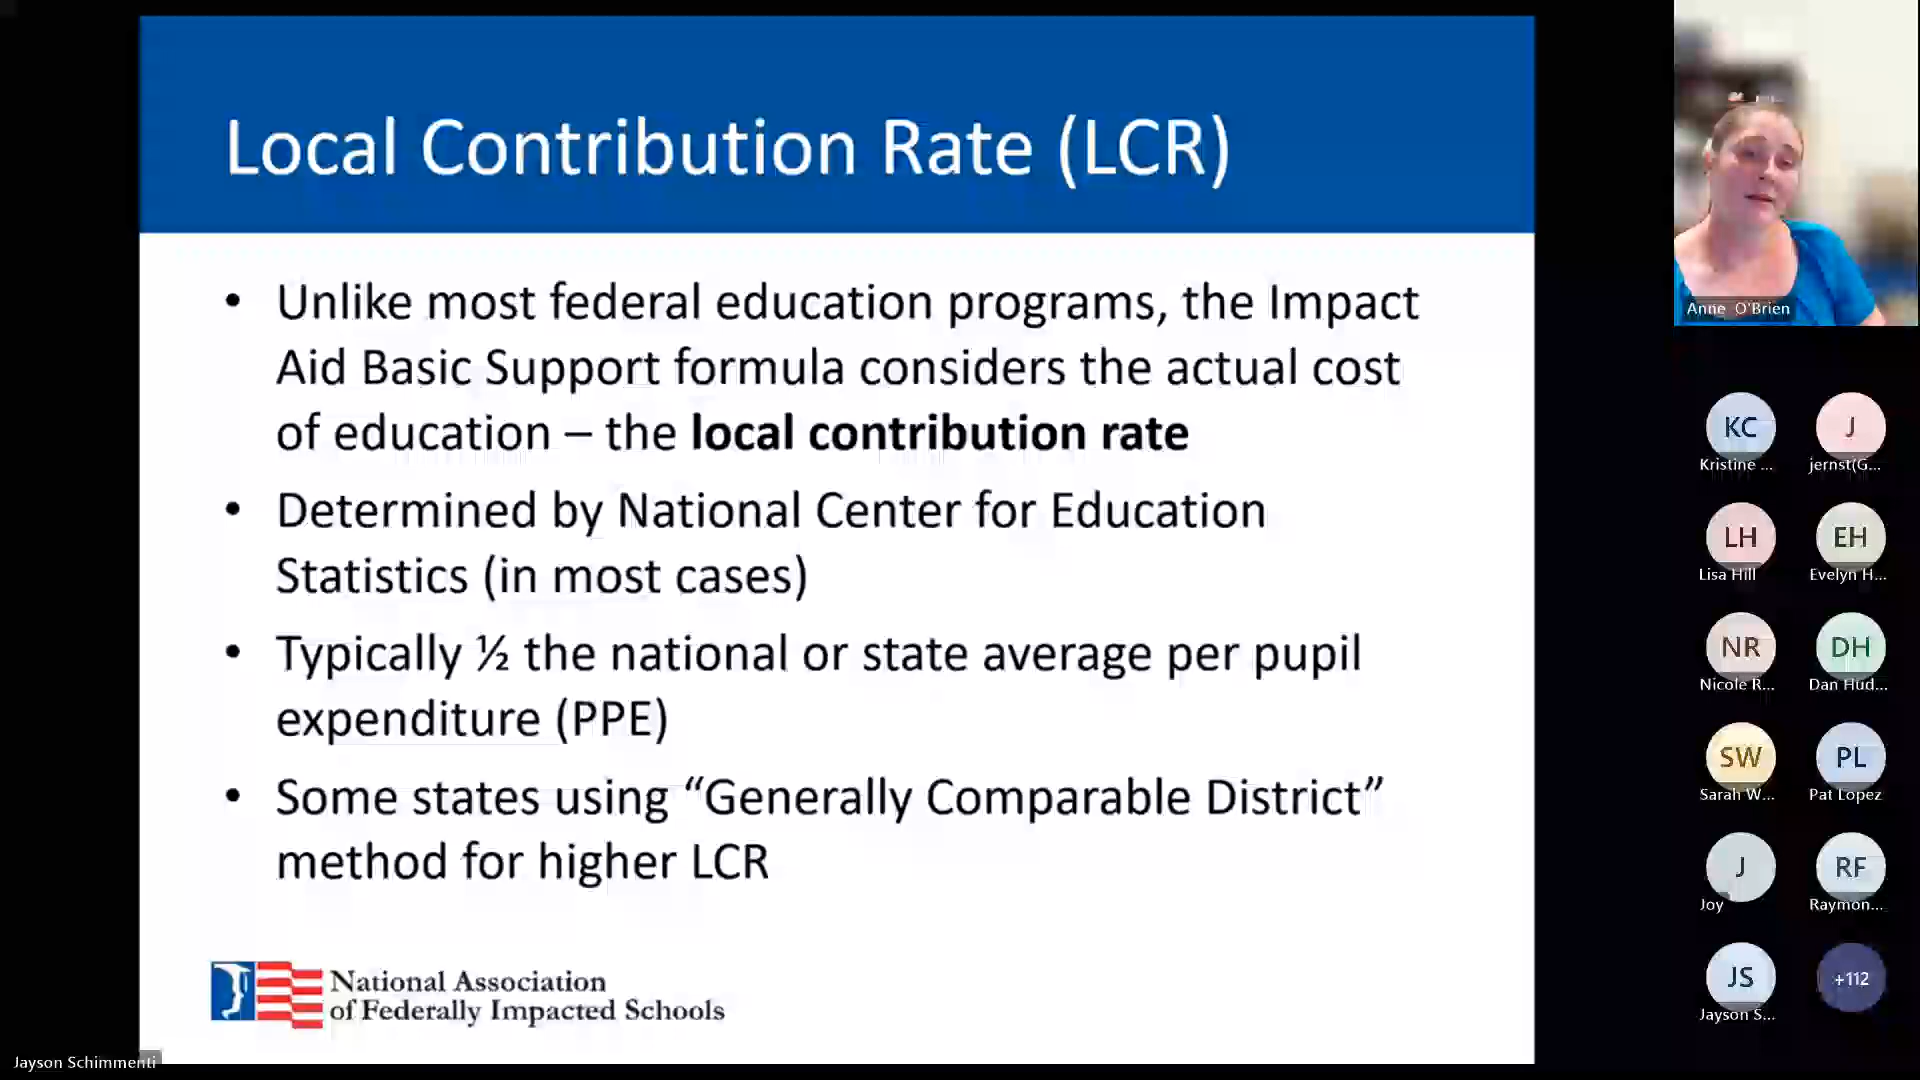 Local Contribution Rate (LCR)
• Unlike most federal education programs, the Impact
Aid Basic Support formula considers the actual cost
of education – the local contribution rate
• Determined by National Center for Education
Statistics (in most cases)
• Typically ½ the national or state average per pupil
expenditure (PPE)
• Some states using “Generally Comparable District”
method for higher LCR
National Association
of Federally Impacted Schools
Jayson Schimmenti
Anne O'Brien
KC
Kristine ...
J
jernst(G...
LH
Lisa Hill
EH
Evelyn H...
NR
Nicole R...
DH
Dan Hud...
SW
Sarah W...
PL
Pat Lopez
J
Joy
RF
Raymon...
JS
Jayson S...
+112